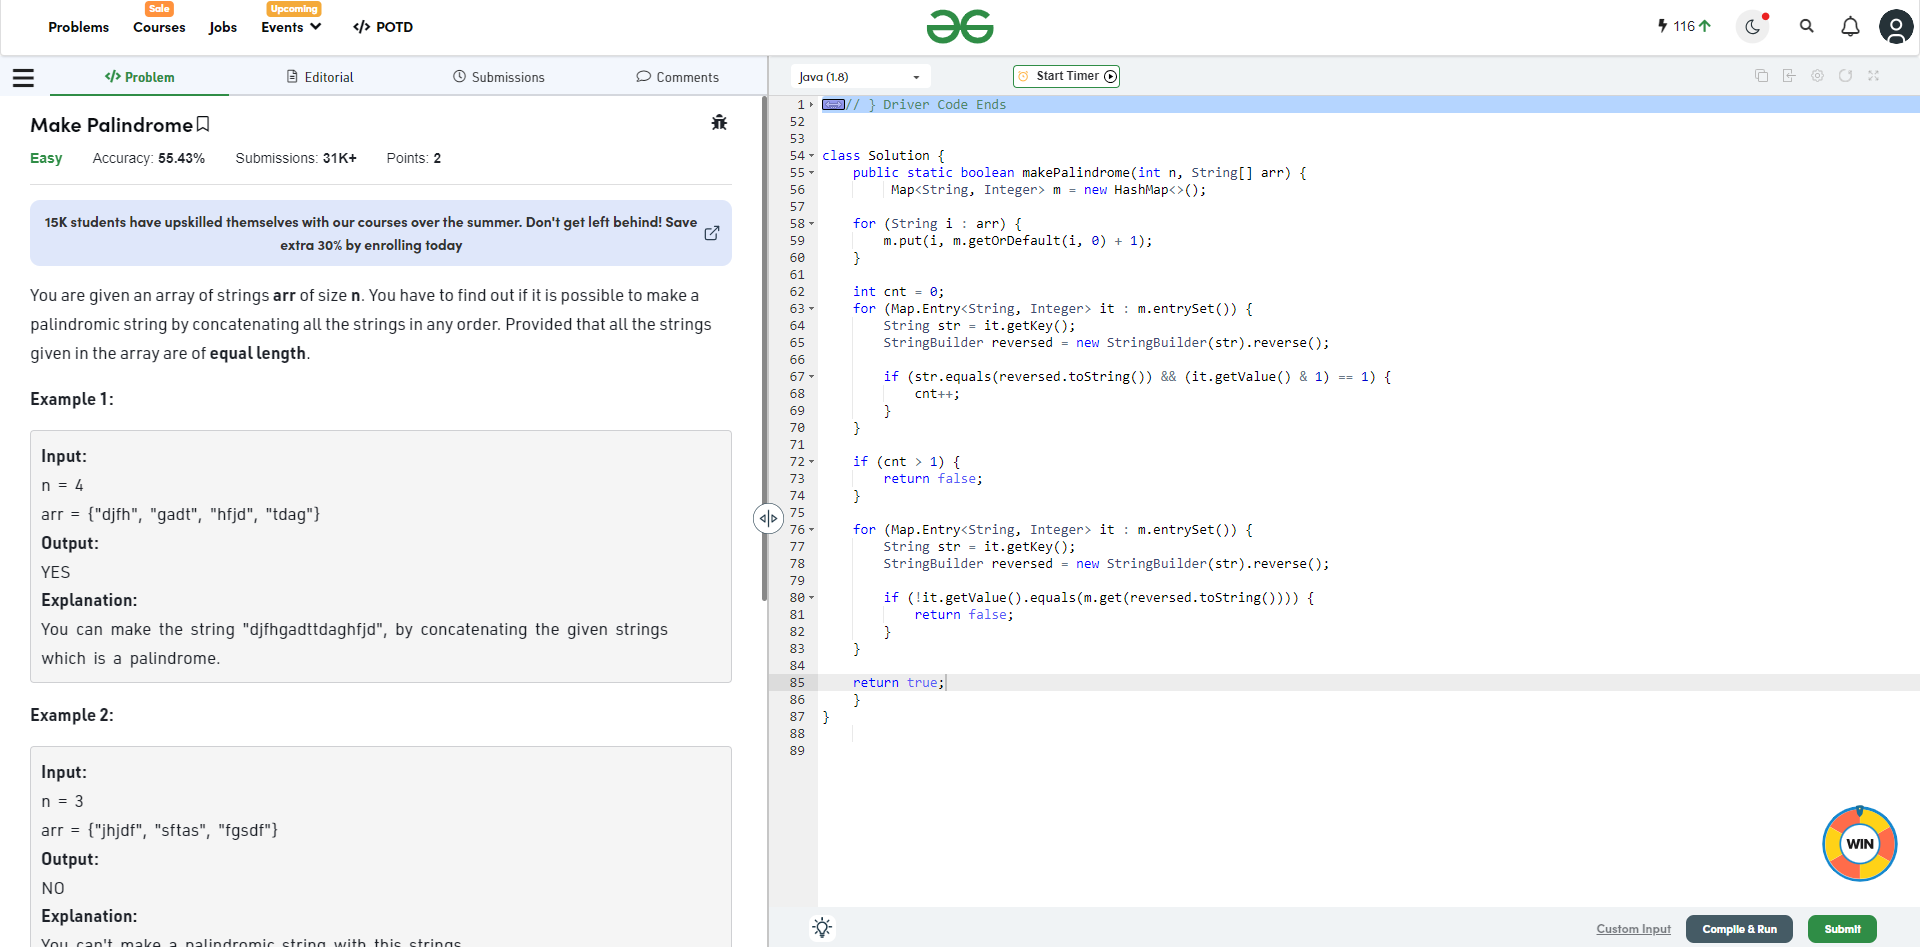 Problems
Sale
Courses
Jobs
Upcoming
Events
</> POTD
116
</> Problem
Editorial
Submissions
Comments
Make Palindrome
Easy Accuracy: 55.43% Submissions: 31K+ Points: 2
15K students have upskilled themselves with our courses over the summer. Don't get left behind! Save
extra 30% by enrolling today
You are given an array of strings arr of size n. You have to find out if it is possible to make a
palindromic string by concatenating all the strings in any order. Provided that all the strings
given in the array are of equal length.
Example 1:
Input:
n = 4
arr = {"djfh", "gadt", "hfjd", "tdag"}
Output:
YES
Explanation:
You can make the string "djfhgadttdaghfjd", by concatenating the given strings
which is a palindrome.
Example 2:
Input:
n = 3
arr = {"jhjdf", "sftas", "fgsdf"}
Output:
NO
Explanation:
You can't make a palindromic string with this strings
Java (1.8)
Start Timer
1 // } Driver Code Ends
52
53
54 class Solution {
55 public static boolean makePalindrome(int n, String[] arr) {
56 Map<String, Integer> m = new HashMap<>();
57
58 for (String i : arr) {
59 m.put(i, m.getOrDefault(i, 0) + 1);
60 }
61
62 int cnt = 0;
63 for (Map.Entry<String, Integer> it : m.entrySet()) {
64 String str = it.getKey();
65 StringBuilder reversed = new StringBuilder(str).reverse();
66
67 if (str.equals(reversed.toString()) && (it.getValue() & 1) == 1) {
68 cnt++;
69 }
70 }
71
72 if (cnt > 1) {
73 return false;
74 }
75
76 for (Map.Entry<String, Integer> it : m.entrySet()) {
77 String str = it.getKey();
78 StringBuilder reversed = new StringBuilder(str).reverse();
79
80 if (!it.getValue().equals(m.get(reversed.toString()))) {
81 return false;
82 }
83 }
84
85 return true;
86 }
87 }
88
89
WIN
Custom Input
Compile & Run
Submit